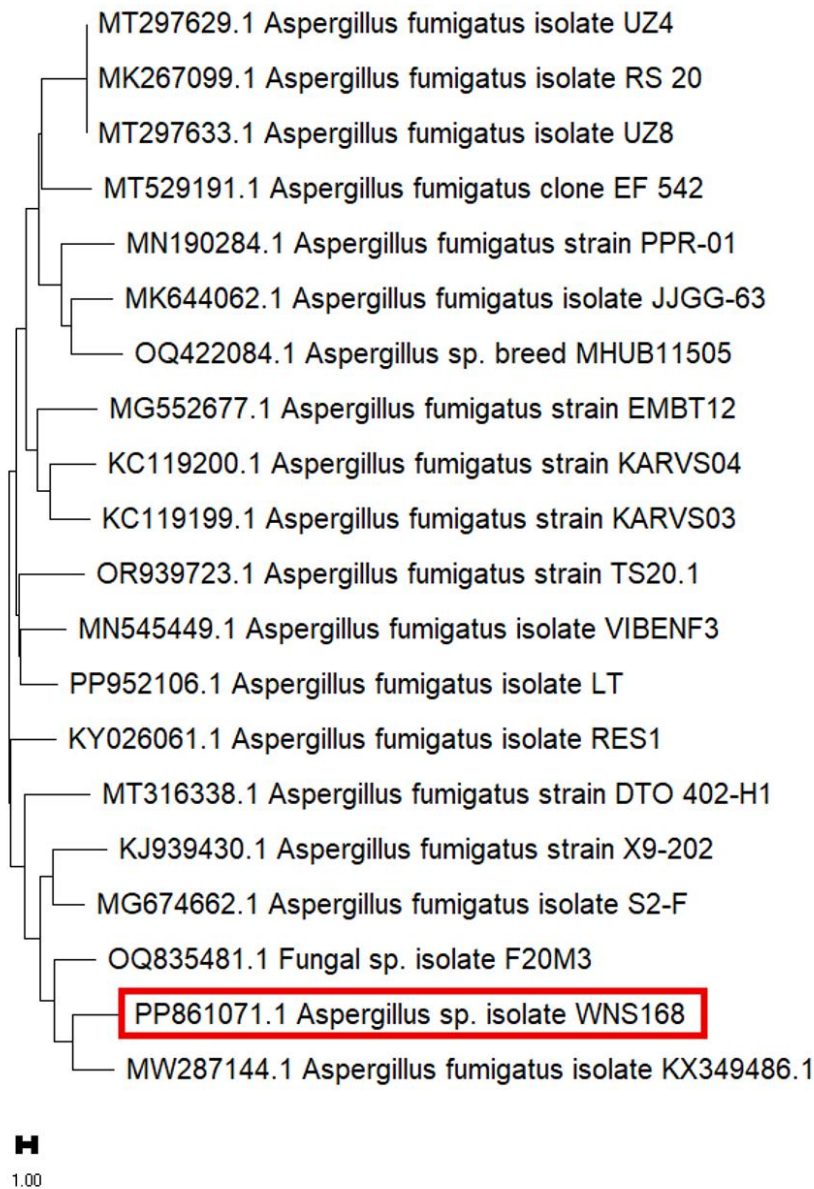 MT297629.1 Aspergillus fumigatus isolate UZ4
MK267099.1 Aspergillus fumigatus isolate RS 20
MT297633.1 Aspergillus fumigatus isolate UZ8
MT529191.1 Aspergillus fumigatus clone EF 542
MN190284.1 Aspergillus fumigatus strain PPR-01
MK644062.1 Aspergillus fumigatus isolate JJGG-63
OQ422084.1 Aspergillus sp. breed MHUB11505
MG552677.1 Aspergillus fumigatus strain EMBT12
KC119200.1 Aspergillus fumigatus strain KARVS04
KC119199.1 Aspergillus fumigatus strain KARVS03
OR939723.1 Aspergillus fumigatus strain TS20.1
MN545449.1 Aspergillus fumigatus isolate VIBENF3
PP952106.1 Aspergillus fumigatus isolate LT
KY026061.1 Aspergillus fumigatus isolate RES1
MT316338.1 Aspergillus fumigatus strain DTO 402-H1
KJ939430.1 Aspergillus fumigatus strain X9-202
MG674662.1 Aspergillus fumigatus isolate S2-F
OQ835481.1 Fungal sp. isolate F20M3
PP861071.1 Aspergillus sp. isolate WNS168
MW287144.1 Aspergillus fumigatus isolate KX349486.1
1.00